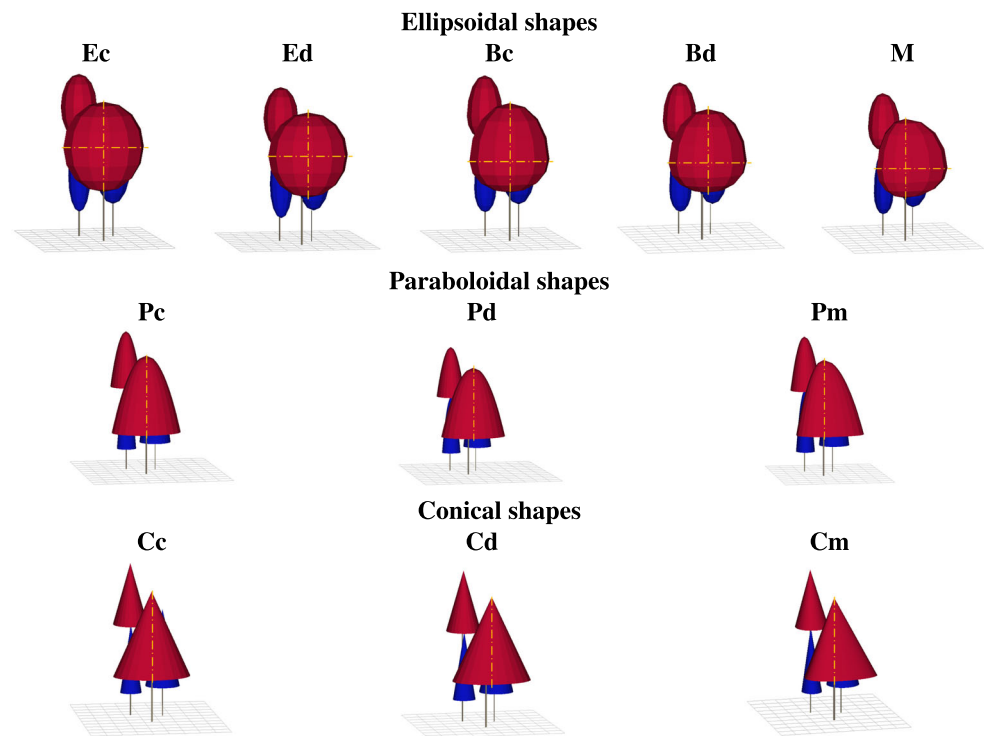 Ellipsoidal shapes
Ec Ed Bc Bd M
Paraboloidal shapes
Pc Pd Pm
Conical shapes
Cc Cd Cm